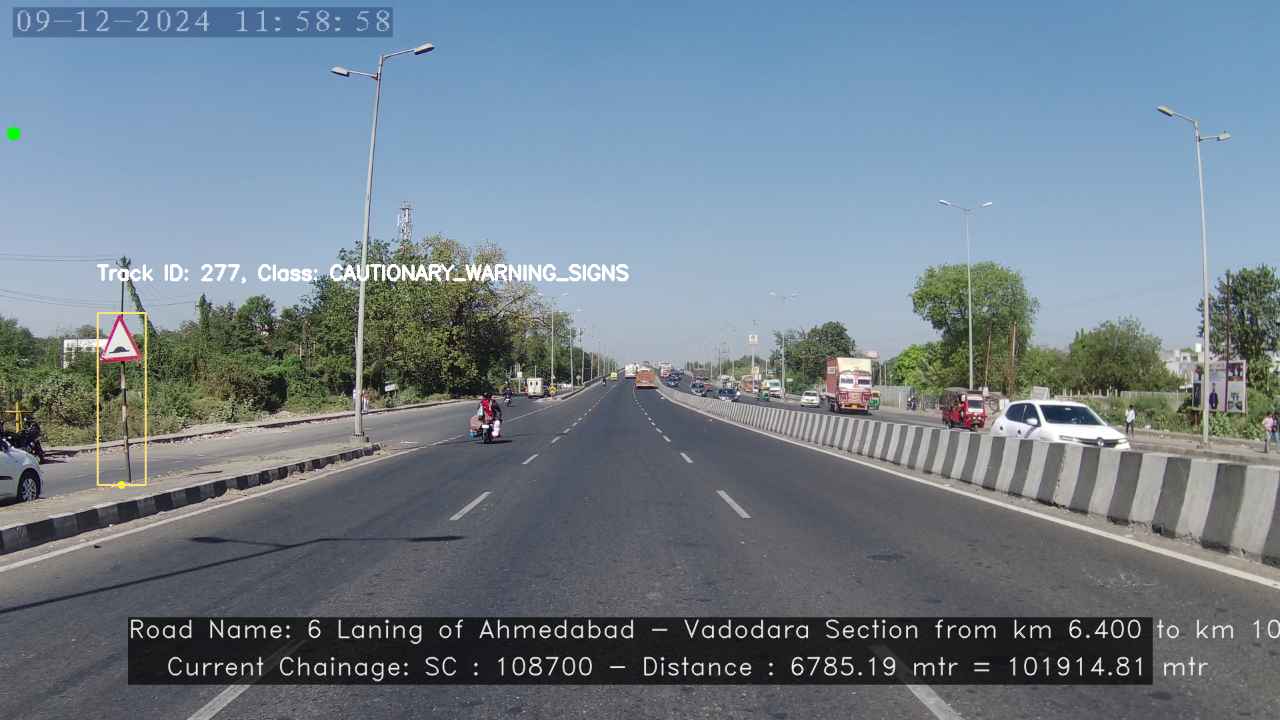 09-12-2024 11:58:58
Track ID: 277, Class: CAUTIONARY_WARNING_SIGNS
Road Name: 6 Laning of Ahmedabad - Vadodara Section from km 6.400 to km 10
Current Chainage: SC : 108700 - Distance : 6785.19 mtr = 101914.81 mtr